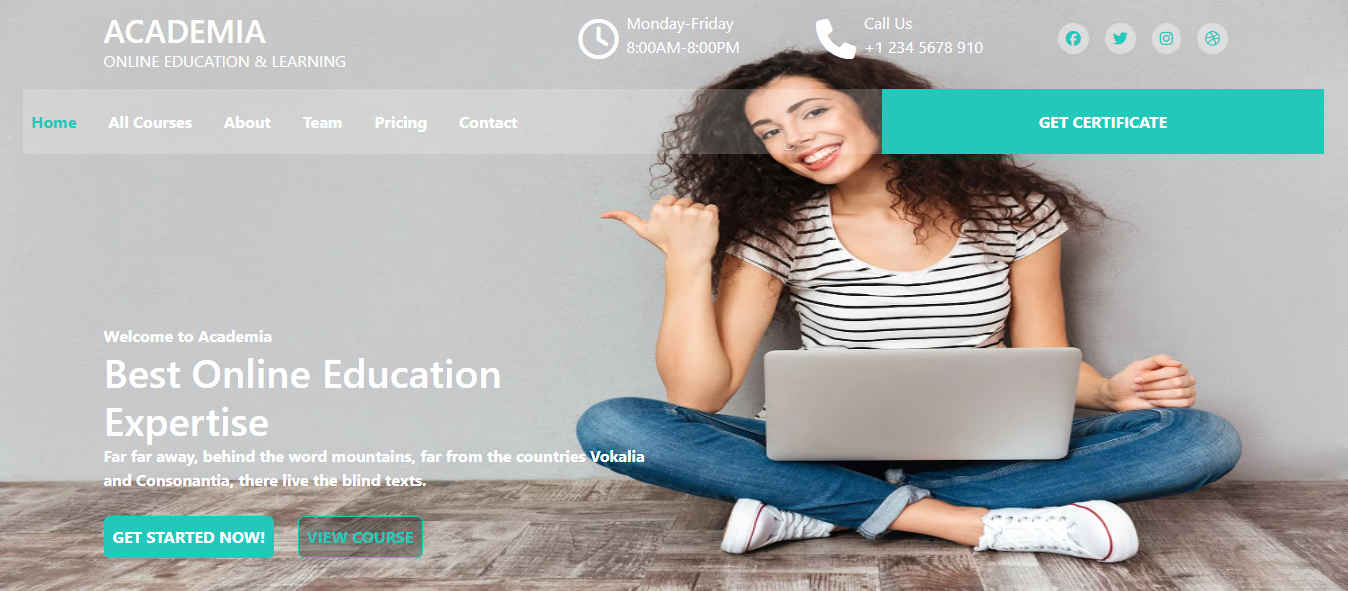 ACADEMIA
ONLINE EDUCATION & LEARNING
Monday-Friday
8:00AM-8:00PM
Call Us
+1 234 5678 910
Home All Courses About Team Pricing Contact GET CERTIFICATE
Welcome to Academia
Best Online Education
Expertise
Far far away, behind the word mountains, far from the countries Vokalia
and Consonantia, there live the blind texts.
GET STARTED NOW! VIEW COURSE